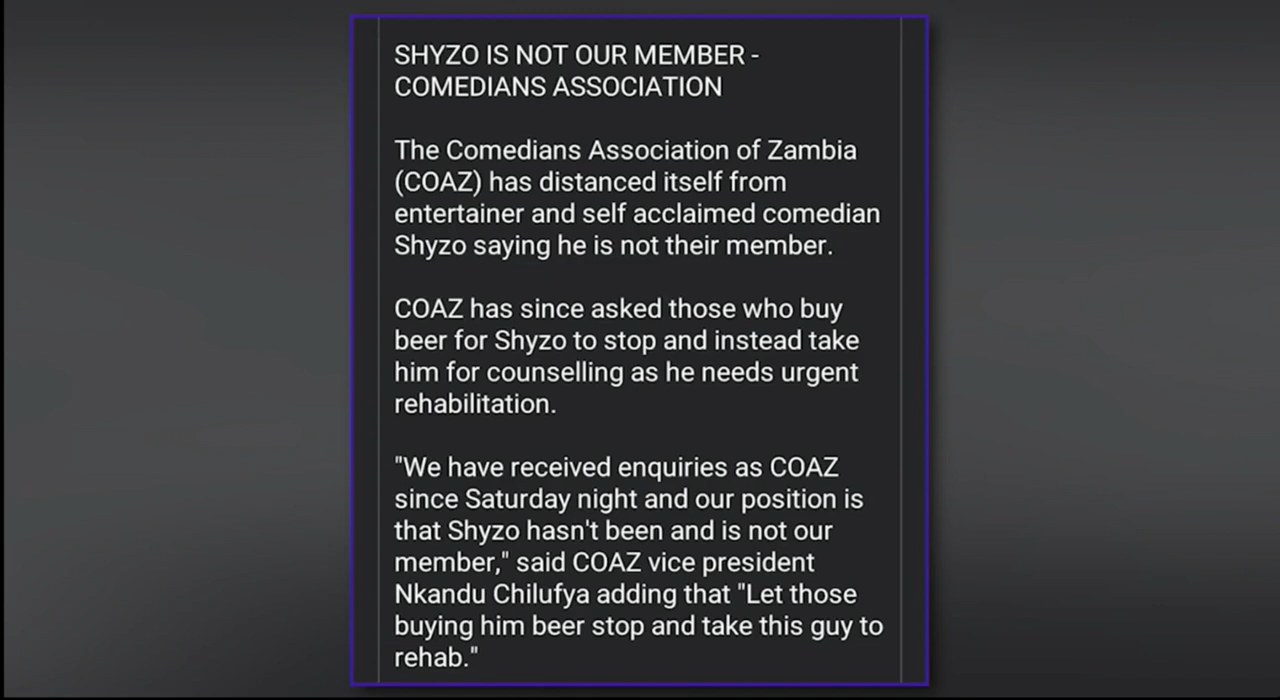 SHYZO IS NOT OUR MEMBER -
COMEDIANS ASSOCIATION
The Comedians Association of Zambia
(COAZ) has distanced itself from
entertainer and self acclaimed comedian
Shyzo saying he is not their member.
COAZ has since asked those who buy
beer for Shyzo to stop and instead take
him for counselling as he needs urgent
rehabilitation.
"We have received enquiries as COAZ
since Saturday night and our position is
that Shyzo hasn't been and is not our
member," said COAZ vice president
Nkandu Chilufya adding that "Let those
buying him beer stop and take this guy to
rehab."